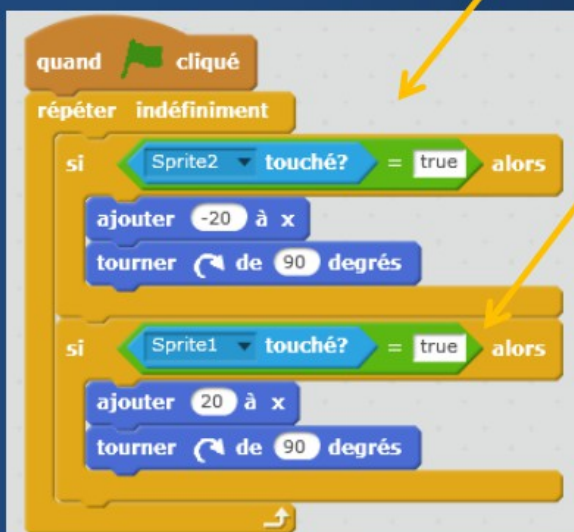 quand cliqué
répéter indéfiniment
si Sprite2 touché? = true alors
ajouter -20 à x
tourner de 90 degrés
si Sprite1 touché? = true alors
ajouter 20 à x
tourner de 90 degrés